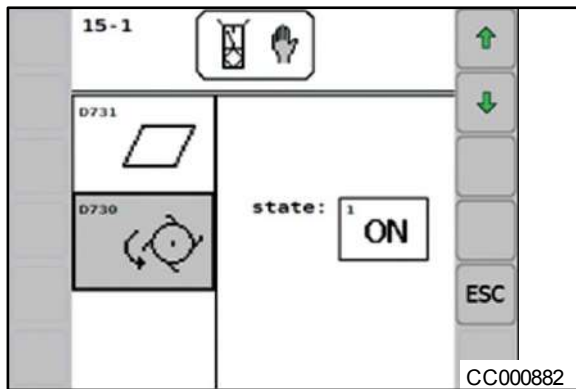 15-1
D731
D730
state:
1
ON
ESC
CC000882